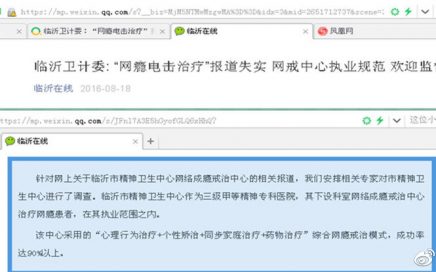 https://mp.weixin.qq.com/s?__biz=MjM5NTMwMzgwMA%3D%3D&idx=3&mid=2651712737&scene=
临沂卫计委："网瘾电击治疗"
临沂在线
凤凰网
临沂卫计委:“网瘾电击治疗”报道失实 网戒中心执业规范 欢迎监
临沂在线 2016-08-18
这位小
临沂在线
针对网上关于临沂市精神卫生中心网络成瘾戒治中心的相关报道，我们安排相关专家对市精神卫
生中心进行了调查。临沂市精神卫生中心作为三级甲等精神专科医院，其下设科室网络成瘾戒治中心
治疗网瘾患者，在其执业范围之内。
该中心采用的“心理行为治疗+个性矫治+同步家庭治疗+药物治疗”综合网瘾戒治模式，成功率
达90%以上。